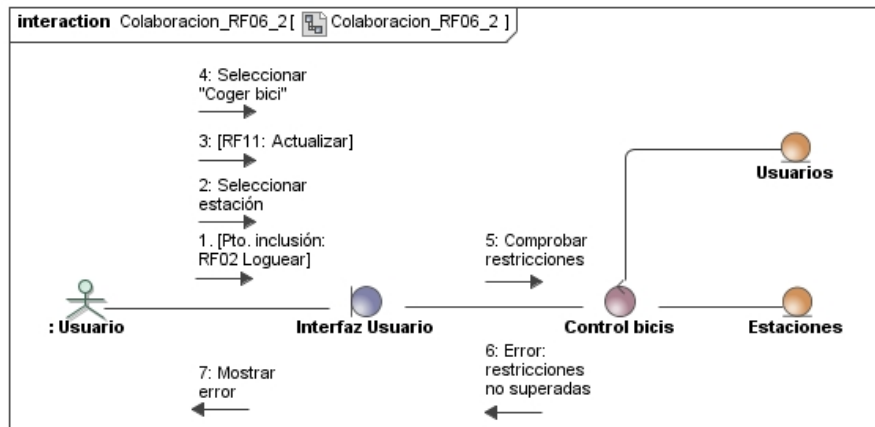 interaction Colaboracion_RF06_2[ Colaboracion_RF06_2 ]
4: Seleccionar
"Coger bici"
3: [RF11: Actualizar]
2: Seleccionar
estación
1. [Pto. inclusión:
RF02 Loguear]
5: Comprobar
restricciones
Usuarios
: Usuario
Interfaz Usuario
Control bicis
Estaciones
7: Mostrar
error
6: Error:
restricciones
no superadas